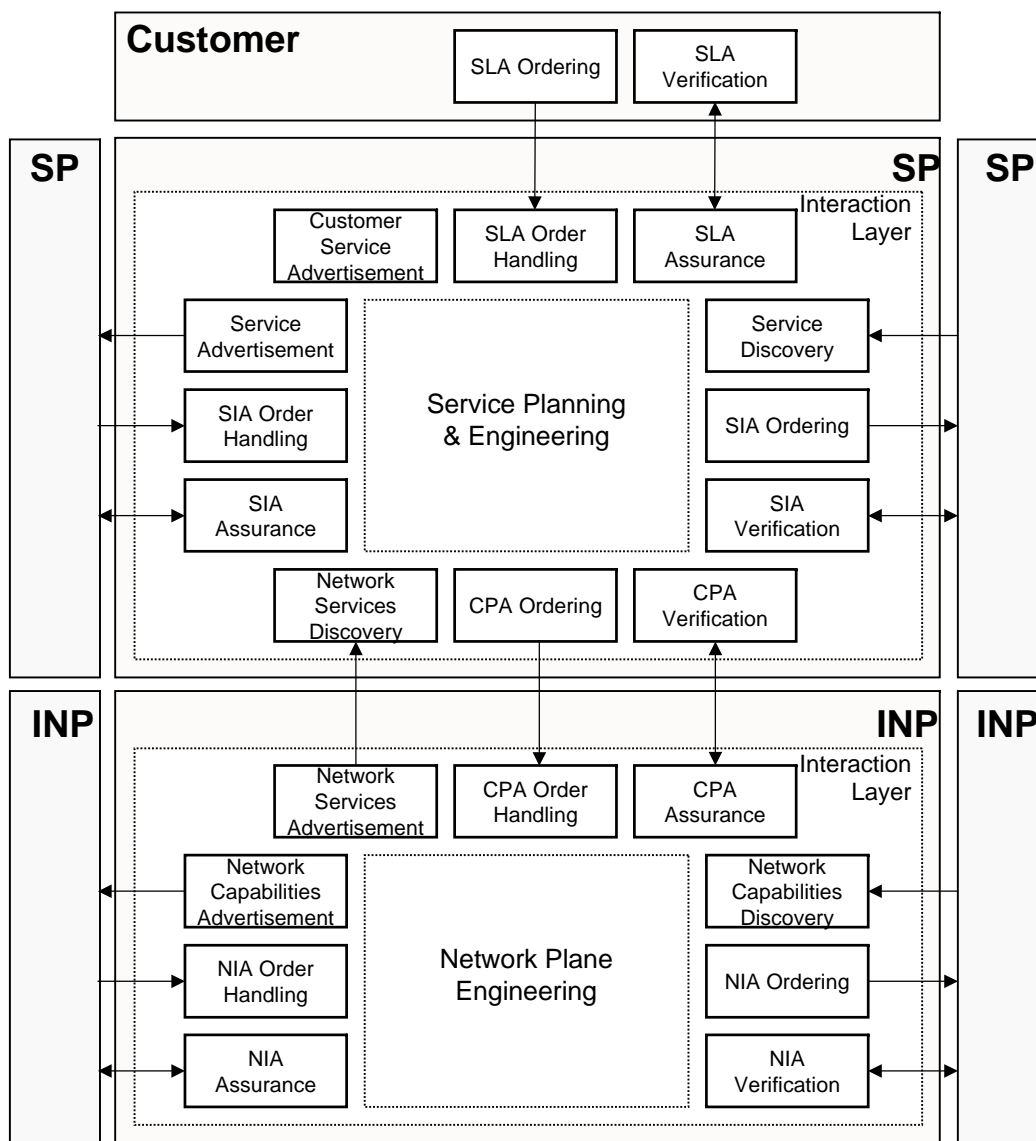 Customer
SLA Ordering
SLA
Verification
SP
SP
SP
Interaction
Layer
Customer
Service
Advertisement
SLA Order
Handling
SLA
Assurance
Service
Advertisement
Service
Discovery
SIA Order
Handling
Service Planning
& Engineering
SIA Ordering
SIA
Assurance
SIA
Verification
Network
Services
Discovery
CPA Ordering
CPA
Verification
INP
INP
INP
Interaction
Layer
Network
Services
Advertisement
CPA Order
Handling
CPA
Assurance
Network
Capabilities
Advertisement
Network
Capabilities
Discovery
NIA Order
Handling
Network Plane
Engineering
NIA Ordering
NIA
Assurance
NIA
Verification